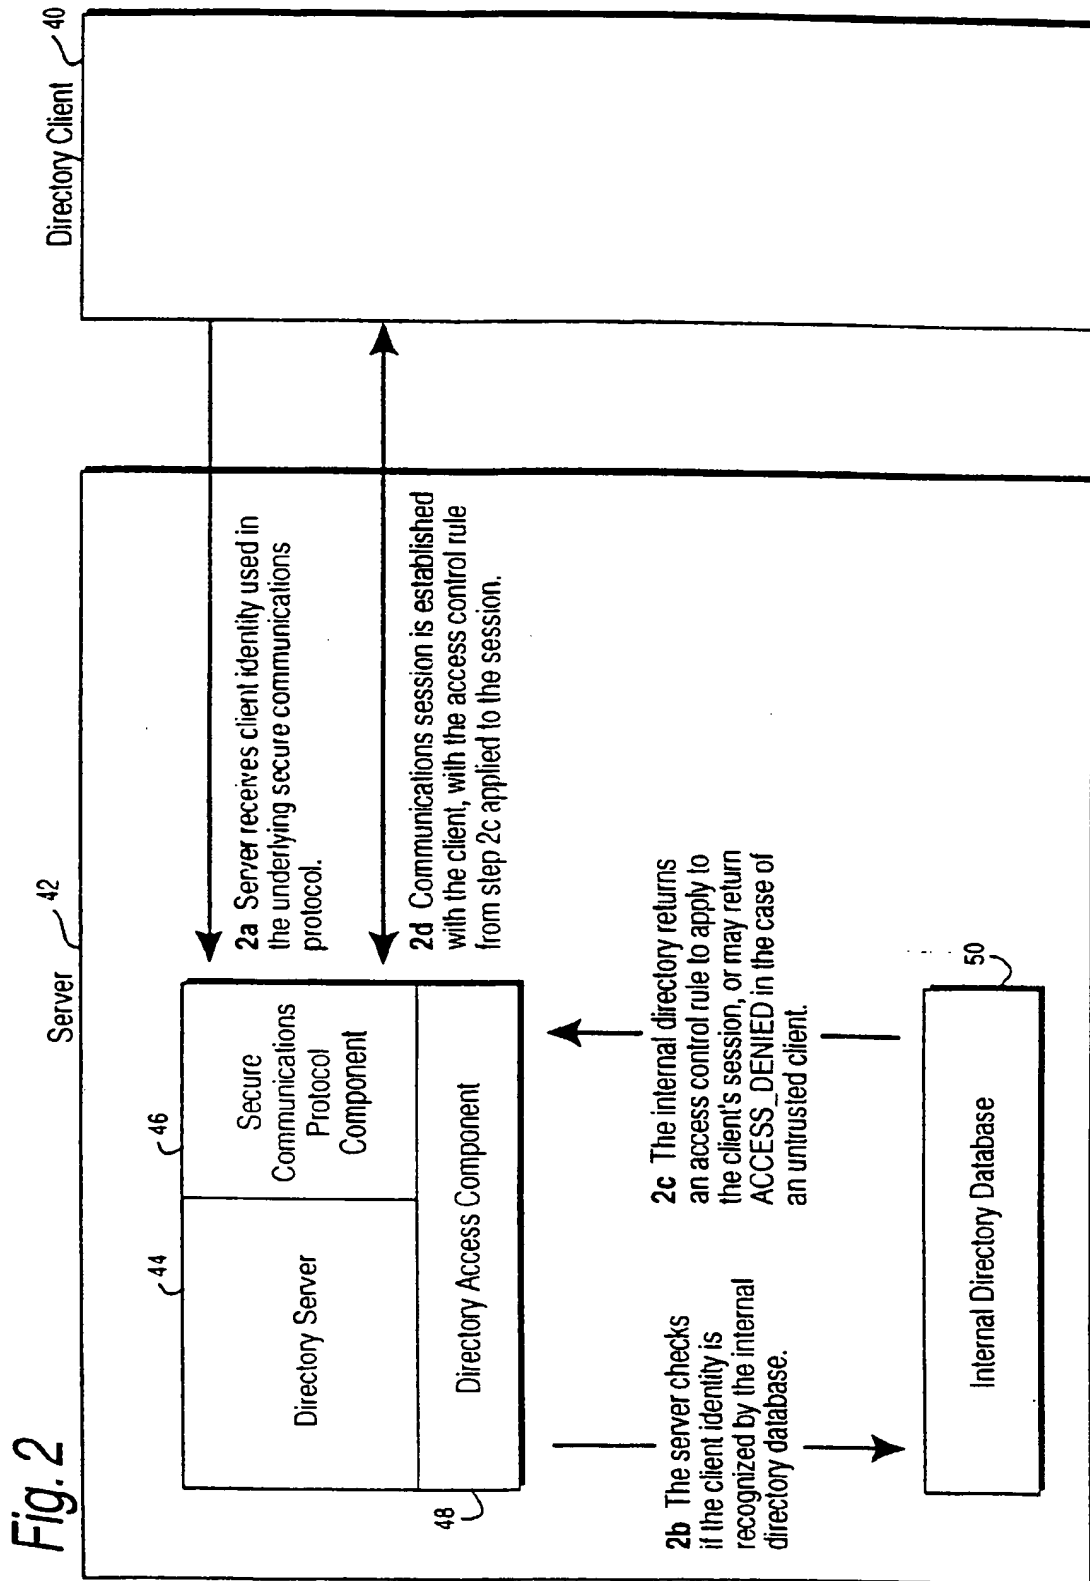 Fig. 2
Server
42
Directory Client
40
44
46
Directory Server
Secure
Communications
Protocol
Component
Directory Access Component
48
2a Server receives client identity used in
the underlying secure communications
protocol.
2d Communications session is established
with the client, with the access control rule
from step 2c applied to the session.
2b The server checks
if the client identity is
recognized by the internal
directory database.
2c The internal directory returns
an access control rule to apply to
the client's session, or may return
ACCESS_DENIED in the case of
an untrusted client.
Internal Directory Database
50